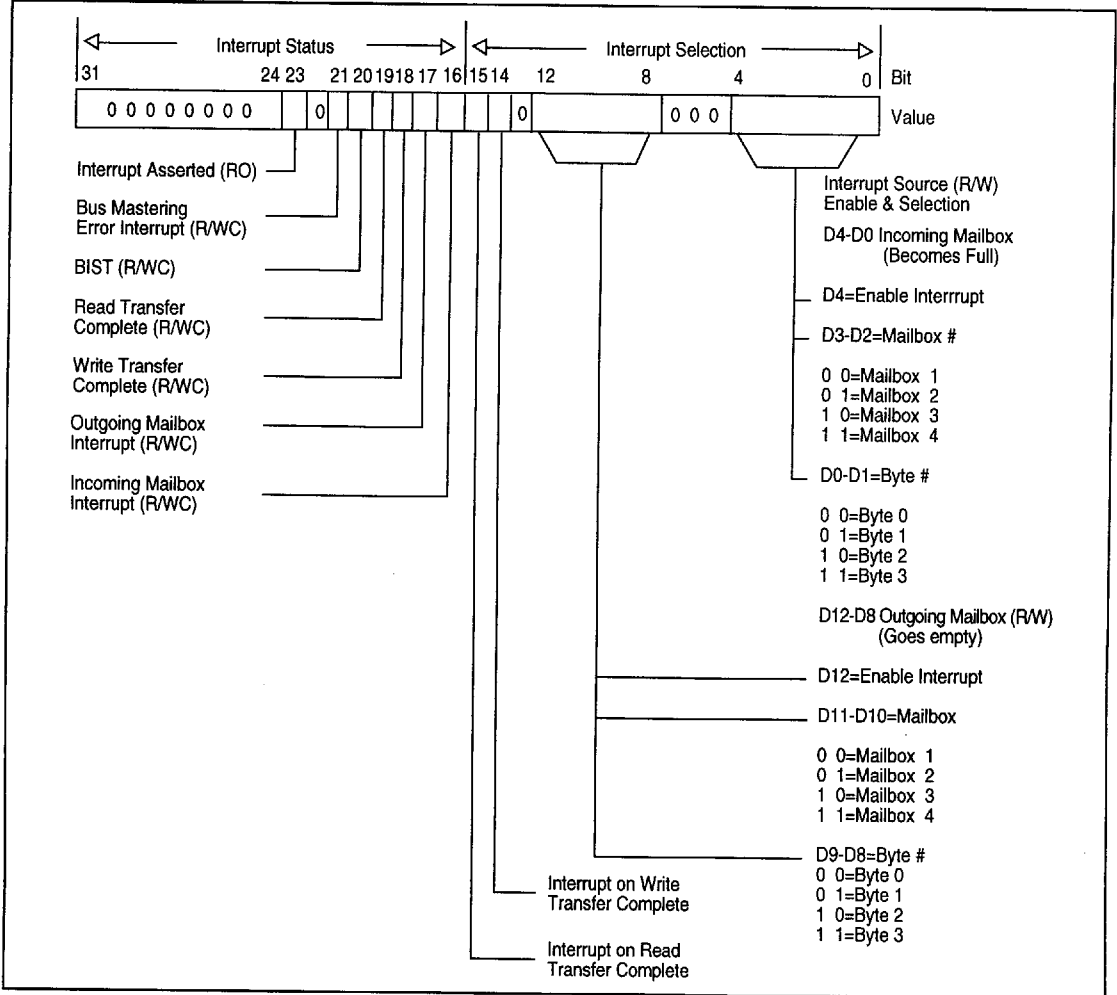 Interrupt Status
Interrupt Selection
31 24 23 21 20 19 18 17 16 15 14 12 8 4 0 Bit
0 0 0 0 0 0 0 0 0 0 0 0 0 Value
Interrupt Asserted (RO)
Bus Mastering
Error Interrupt (R/WC)
BIST (R/WC)
Read Transfer
Complete (R/WC)
Write Transfer
Complete (R/WC)
Outgoing Mailbox
Interrupt (R/WC)
Incoming Mailbox
Interrupt (R/WC)
Interrupt Source (R/W)
Enable & Selection
D4-D0 Incoming Mailbox
(Becomes Full)
D4=Enable Interrrupt
D3-D2=Mailbox #
0 0=Mailbox 1
0 1=Mailbox 2
1 0=Mailbox 3
1 1=Mailbox 4
D0-D1=Byte #
0 0=Byte 0
0 1=Byte 1
1 0=Byte 2
1 1=Byte 3
D12-D8 Outgoing Mailbox (R/W)
(Goes empty)
D12=Enable Interrupt
D11-D10=Mailbox
0 0=Mailbox 1
0 1=Mailbox 2
1 0=Mailbox 3
1 1=Mailbox 4
D9-D8=Byte #
0 0=Byte 0
0 1=Byte 1
1 0=Byte 2
1 1=Byte 3
Interrupt on Write
Transfer Complete
Interrupt on Read
Transfer Complete